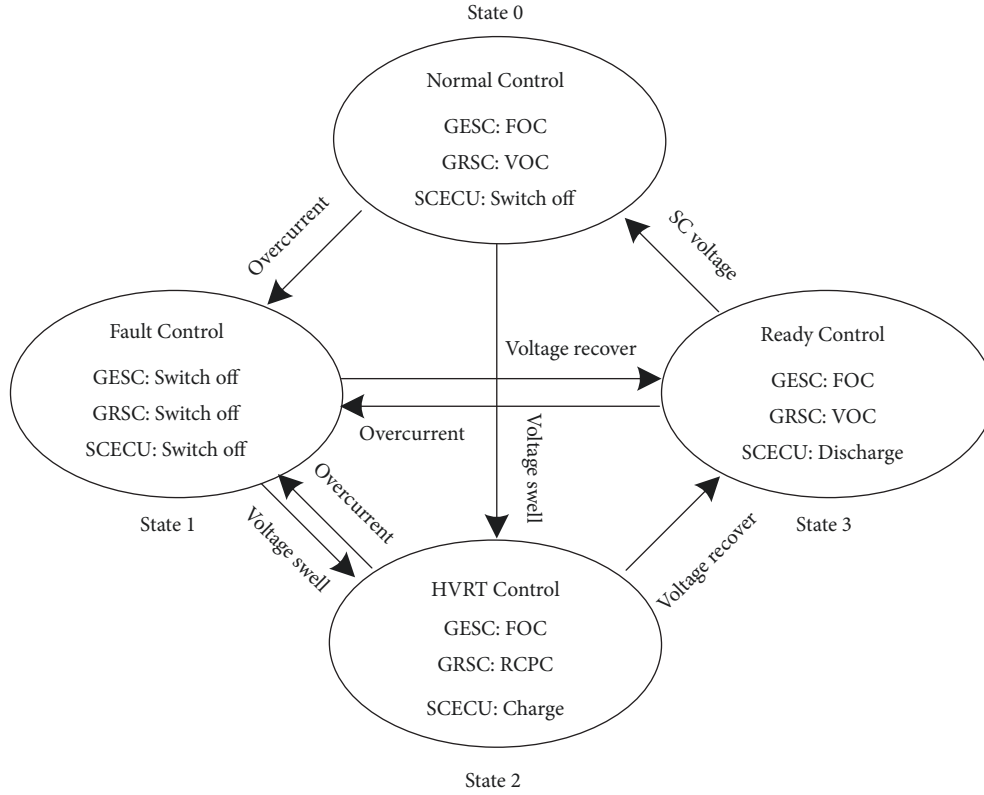 State 0
Normal Control
GESC: FOC
GRSC: VOC
SCECU: Switch off
Overcurrent
SC voltage
Fault Control
GESC: Switch off
GRSC: Switch off
SCECU: Switch off
State 1
Voltage recover
Overcurrent
Voltage swell
Ready Control
GESC: FOC
GRSC: VOC
SCECU: Discharge
State 3
Overcurrent
Voltage swell
Voltage recover
HVRT Control
GESC: FOC
GRSC: RCPC
SCECU: Charge
State 2